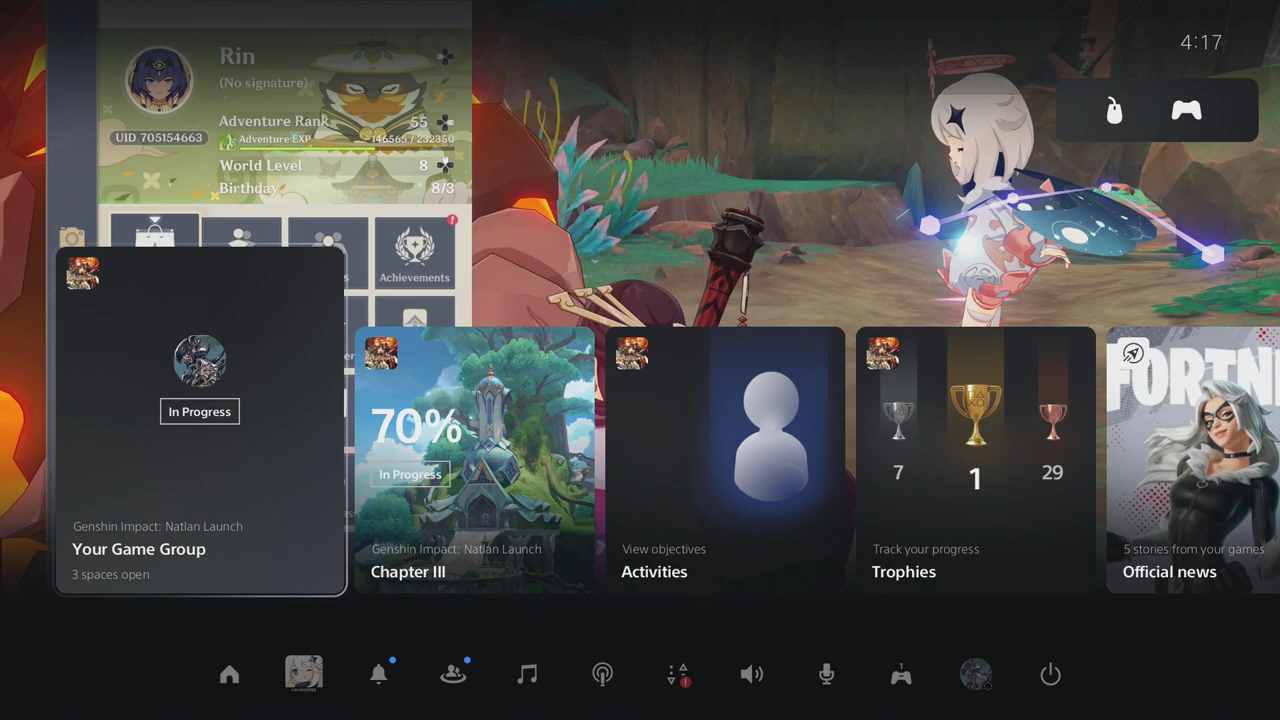 4:17
Rin
(No signature)
UID 705154663
Adventure Rank 55
Adventure EXP 146565 / 232350
World Level 8
Birthday 8/3
Achievements
In Progress
Genshin Impact: Natlan Launch
Your Game Group
3 spaces open
70%
In Progress
Genshin Impact: Natlan Launch
Chapter III
View objectives
Activities
7
1
29
Track your progress
Trophies
FORTNI
5 stories from your games
Official news
1